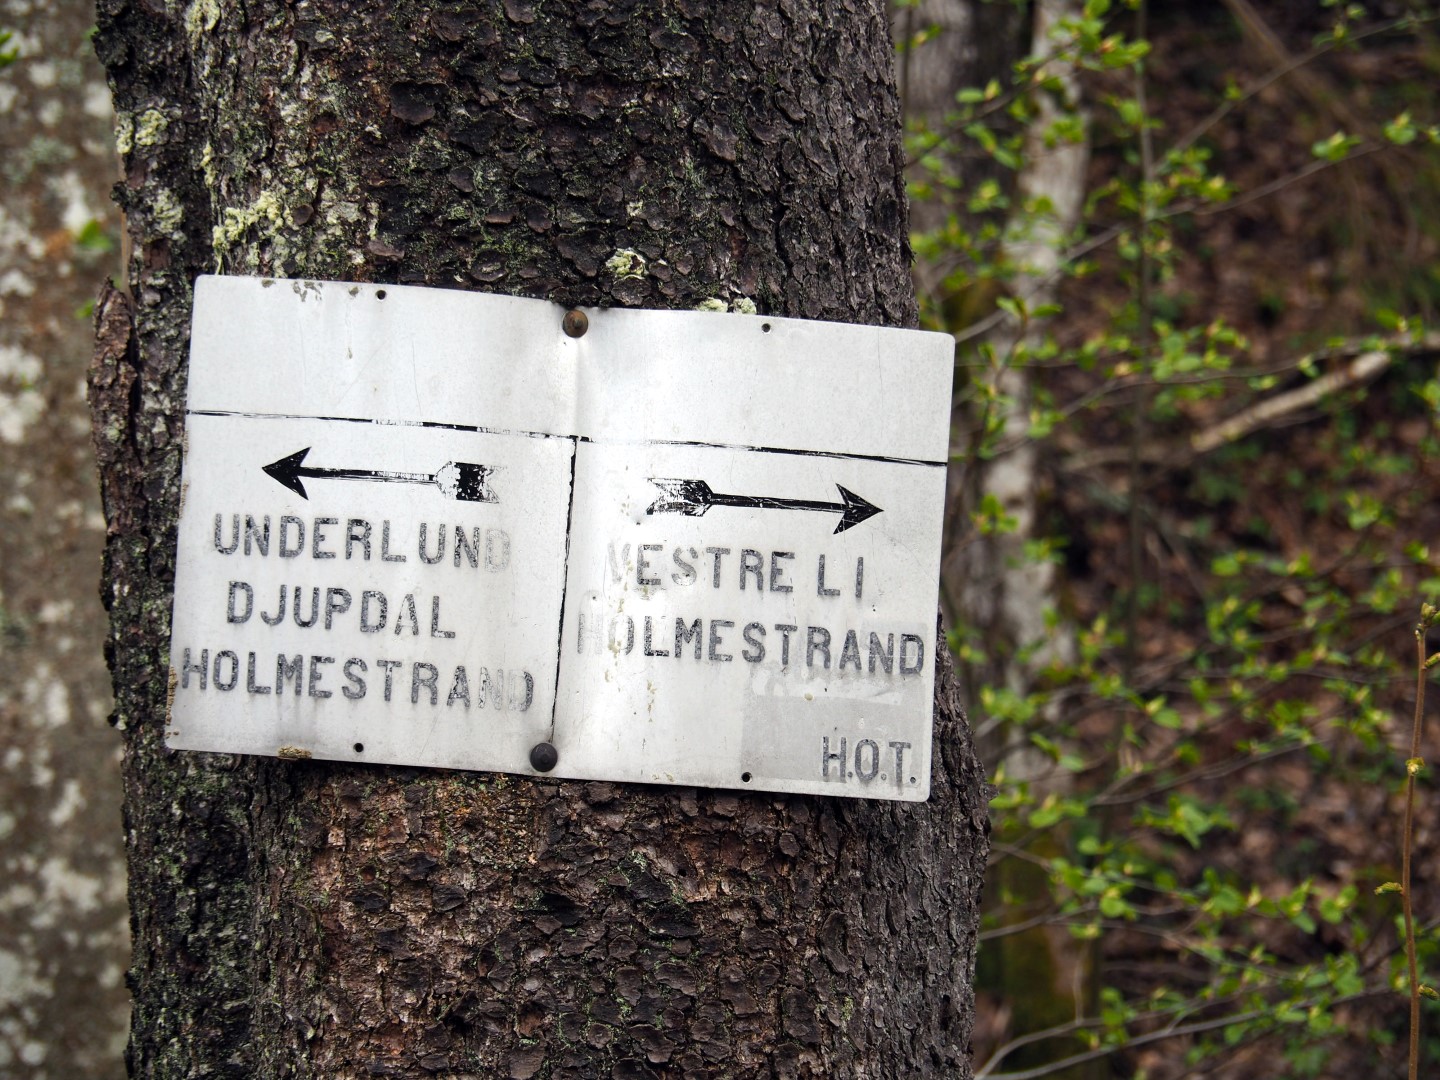 UNDERLUND
DJUPDAL
HOLMESTRAND
VESTRE LI
HOLMESTRAND
H.O.T.